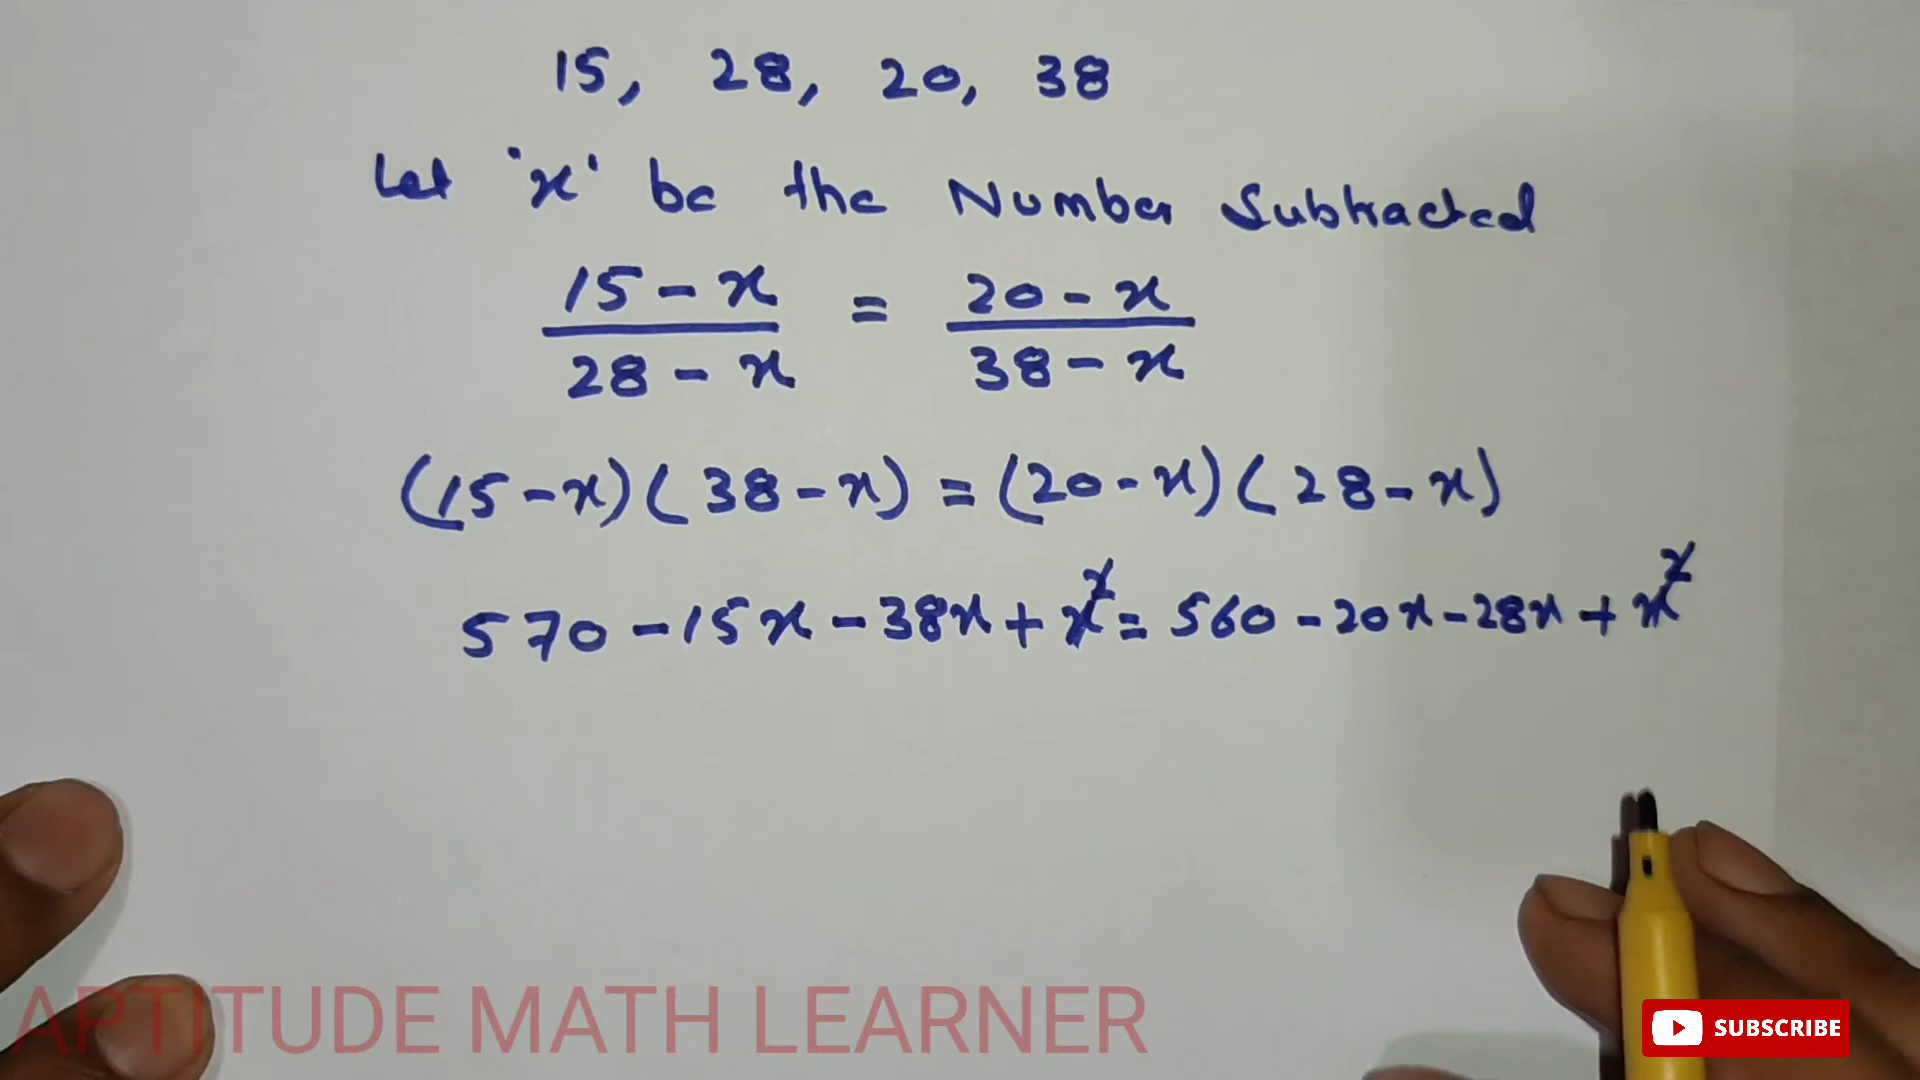 15, 28, 20, 38
Let 'x' be the Number Subtracted
15 - x / 28 - x = 20 - x / 38 - x
(15 - x)(38 - x) = (20 - x)(28 - x)
570 - 15x - 38x + x² = 560 - 20x - 28x + x²
APTITUDE MATH LEARNER
SUBSCRIBE